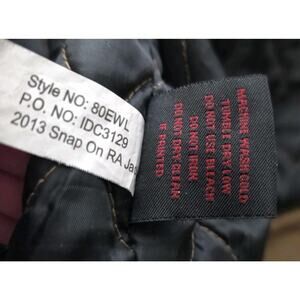 Style NO: 80EWL
P.O. NO: IDC3129
2013 Snap On RA Jac
MACHINE WASH COLD
TUMBLE DRY LOW
DO NOT USE BLEACH
DO NOT IRON
DO NOT DRY CLEAN
IF PRINTED